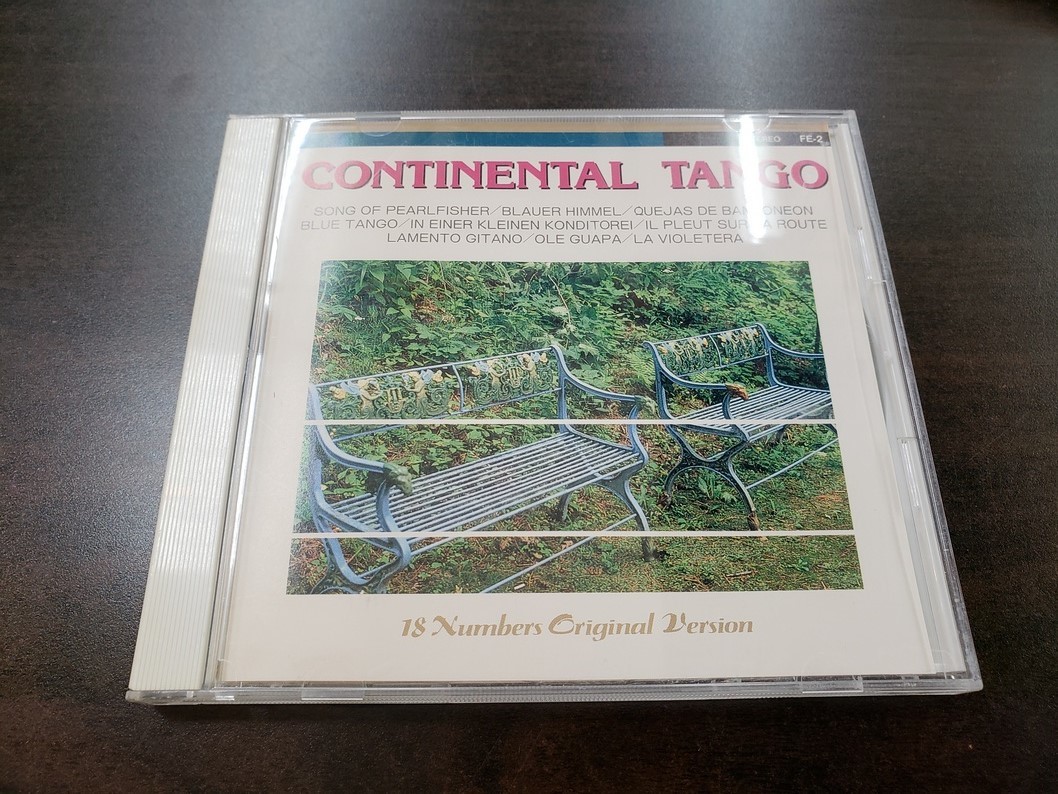 FE-2
CONTINENTAL TANGO
SONG OF PEARLFISHER/BLAUER HIMMEL/QUEJAS DE BANDONEON
BLUE TANGO/IN EINER KLEINEN KONDITOREI/IL PLEUT SUR LA ROUTE
LAMENTO GITANO/OLE GUAPA/LA VIOLETERA
18 Numbers Original Version